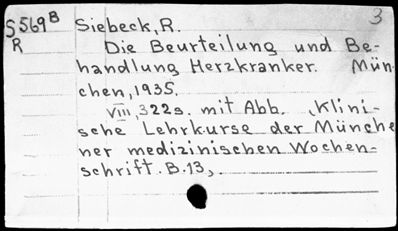 S569B Siebeck, R. 3
R Die Beurteilung und Be-
handlung Herzkranker. Mün-
chen, 1935.
VIII, 322s. mit Abb. (Klini-
sche Lehrkurse der Münche
ner medizinischen Wochen-
schrift. B.13).